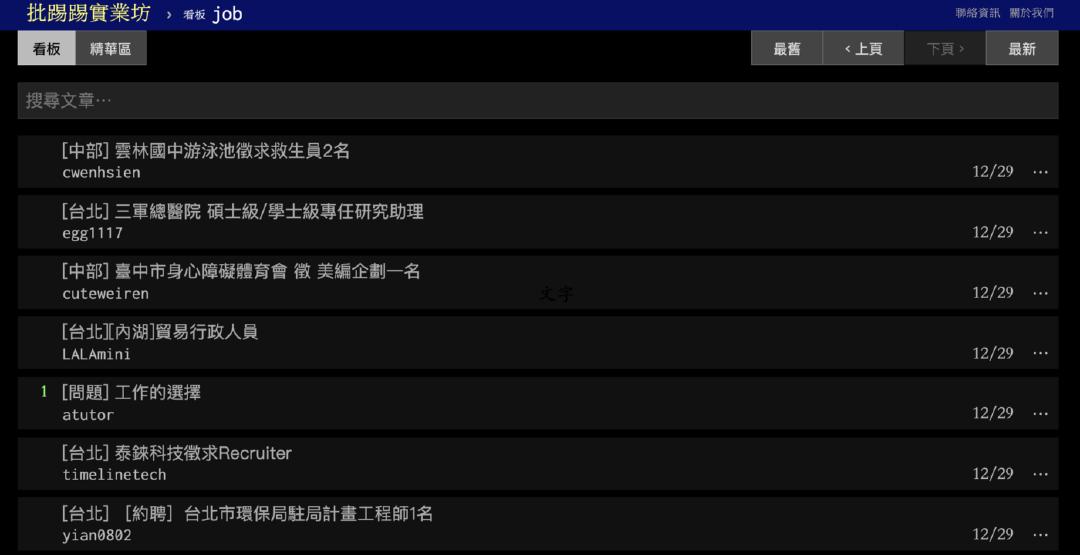 批踢踢實業坊 › 看板 job 聯絡資訊 關於我們
看板 精華區 最舊 ‹ 上頁 下頁 › 最新
搜尋文章…
[中部] 雲林國中游泳池徵求救生員2名
cwenhsien 12/29 …
[台北] 三軍總醫院 碩士級/學士級專任研究助理
egg1117 12/29 …
[中部] 臺中市身心障礙體育會 徵 美編企劃一名
cuteweiren 12/29 …
文字
[台北][內湖]貿易行政人員
LALAmini 12/29 …
1 [問題] 工作的選擇
atutor 12/29 …
[台北] 泰錸科技徵求Recruiter
timelinetech 12/29 …
[台北] [約聘] 台北市環保局駐局計畫工程師1名
yian0802 12/29 …